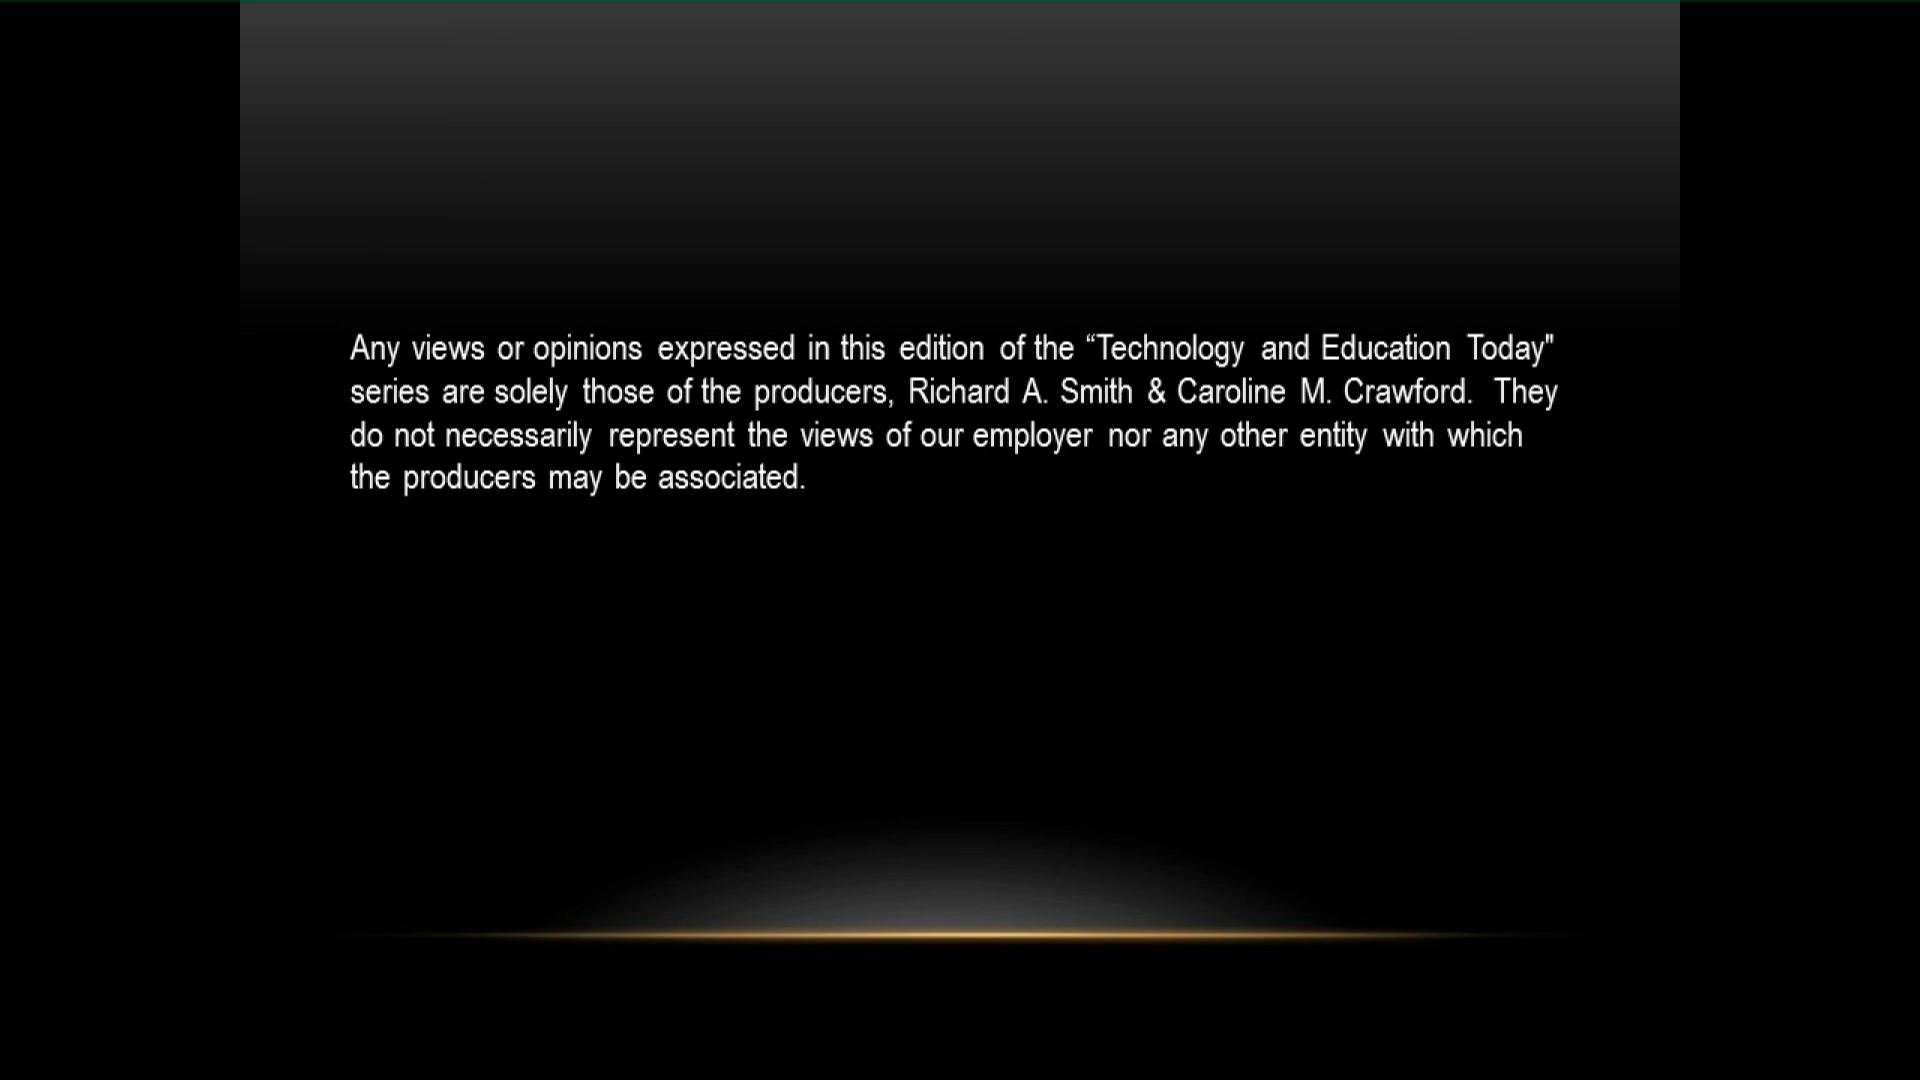 Any views or opinions expressed in this edition of the “Technology and Education Today"
series are solely those of the producers, Richard A. Smith & Caroline M. Crawford. They
do not necessarily represent the views of our employer nor any other entity with which
the producers may be associated.